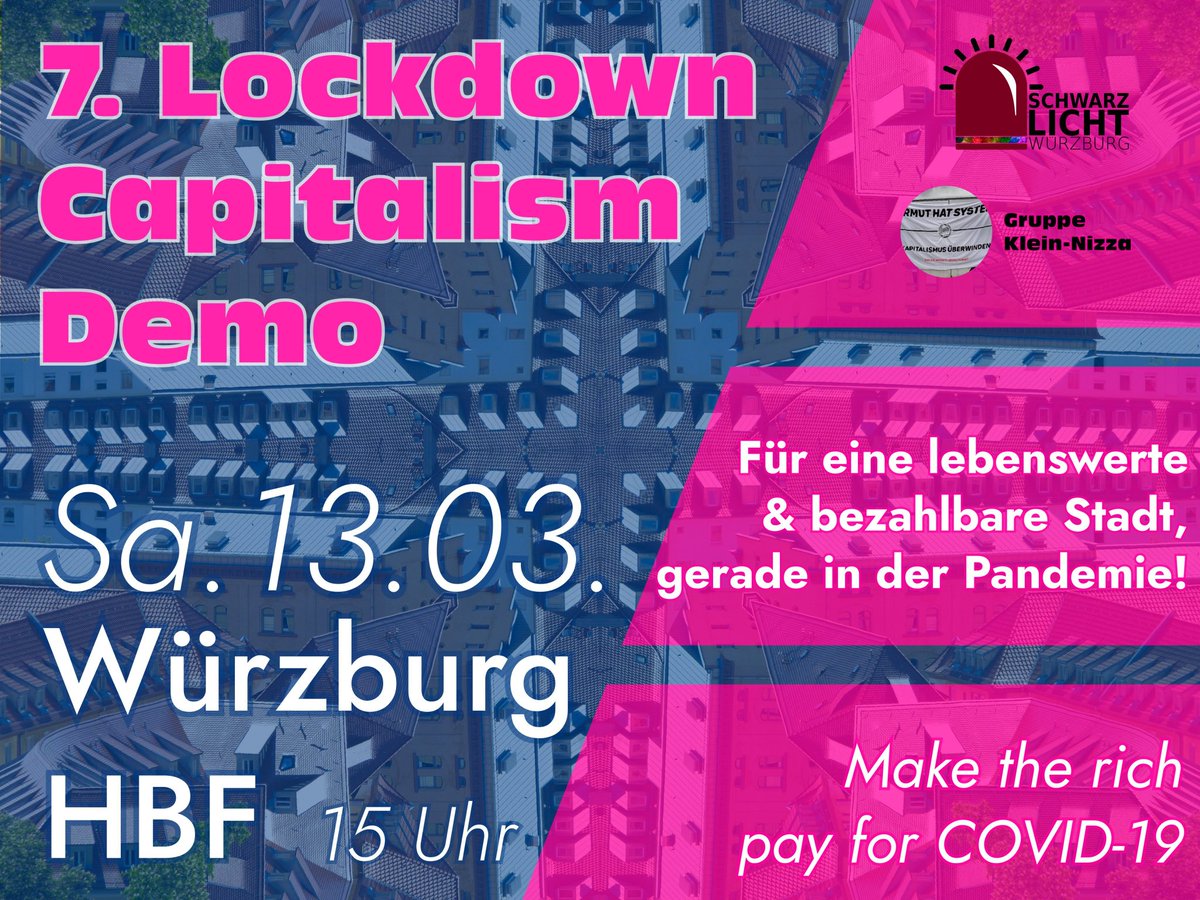 7. Lockdown
Capitalism
Demo
Sa. 13.03.
Würzburg
HBF 15 Uhr
SCHWARZ
LICHT
WÜRZBURG
RMUT HAT SYSTE
KAPITALISMUS ÜBERWINDEN
Gruppe
Klein-Nizza
Für eine lebenswerte
& bezahlbare Stadt,
gerade in der Pandemie!
Make the rich
pay for COVID-19